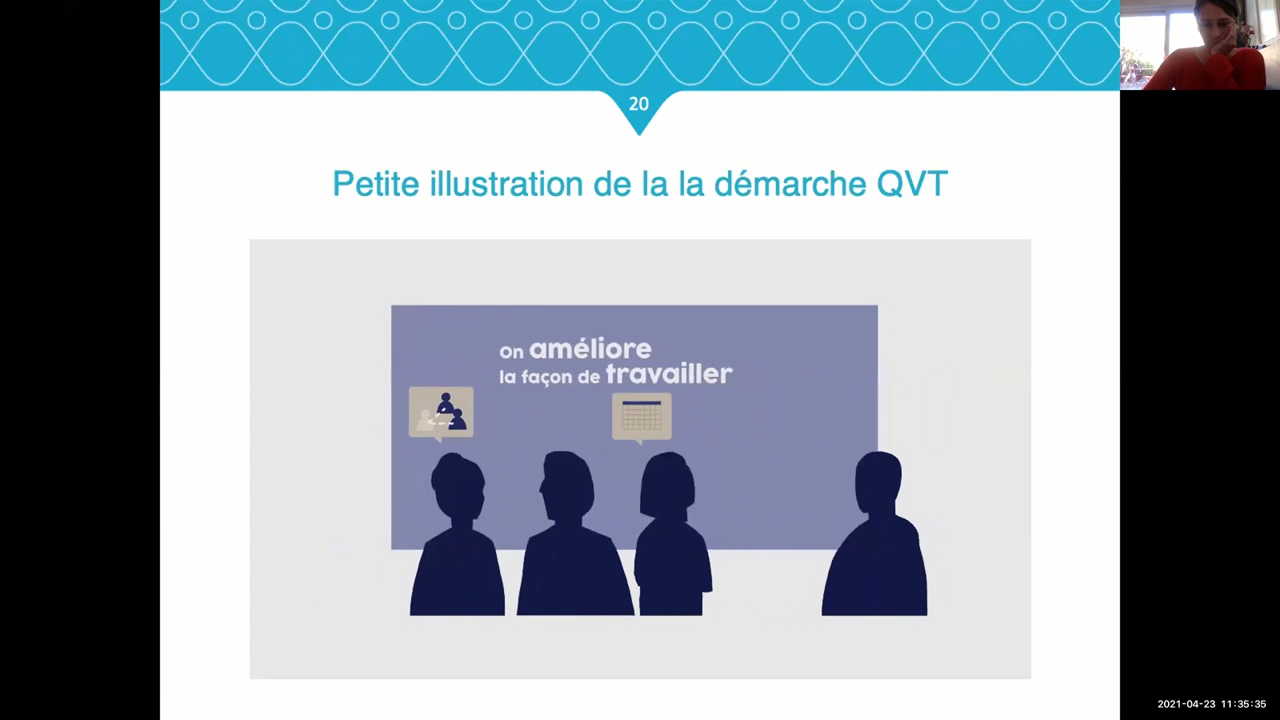 20
Petite illustration de la la démarche QVT
on améliore
la façon de travailler
2021-04-23 11:35:35